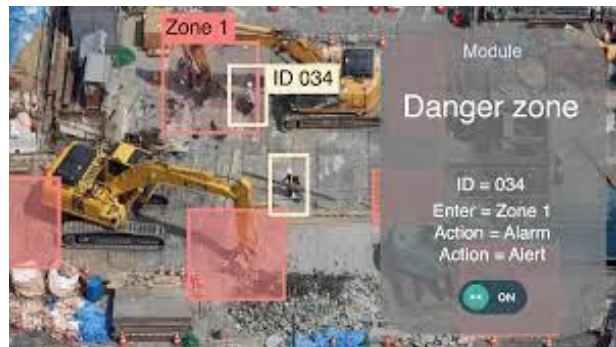 Zone 1
ID 034
Module
Danger zone
ID = 034
Enter = Zone 1
Action = Alarm
Action = Alert
ON